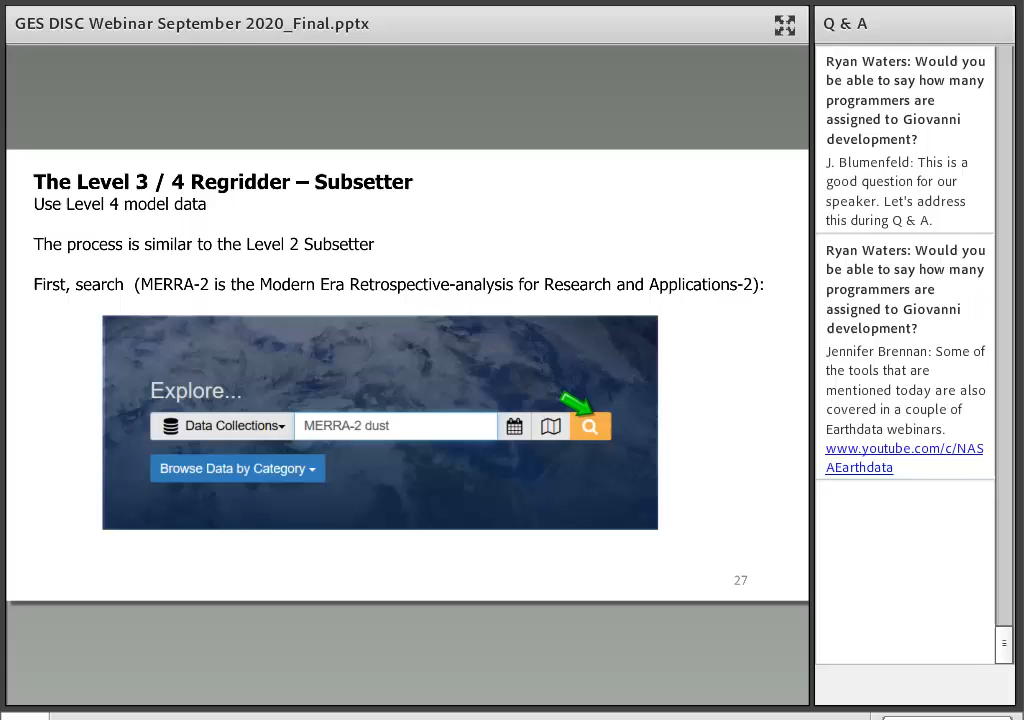 GES DISC Webinar September 2020_Final.pptx
The Level 3 / 4 Regridder – Subsetter
Use Level 4 model data
The process is similar to the Level 2 Subsetter
First, search  (MERRA-2 is the Modern Era Retrospective-analysis for Research and Applications-2):
Explore...
Data Collections
MERRA-2 dust
Browse Data by Category
27
Q & A
Ryan Waters: Would you
be able to say how many
programmers are
assigned to Giovanni
development?
J. Blumenfeld: This is a
good question for our
speaker. Let's address
this during Q & A.
Ryan Waters: Would you
be able to say how many
programmers are
assigned to Giovanni
development?
Jennifer Brennan: Some of
the tools that are
mentioned today are also
covered in a couple of
Earthdata webinars.
www.youtube.com/c/NAS
AEarthdata